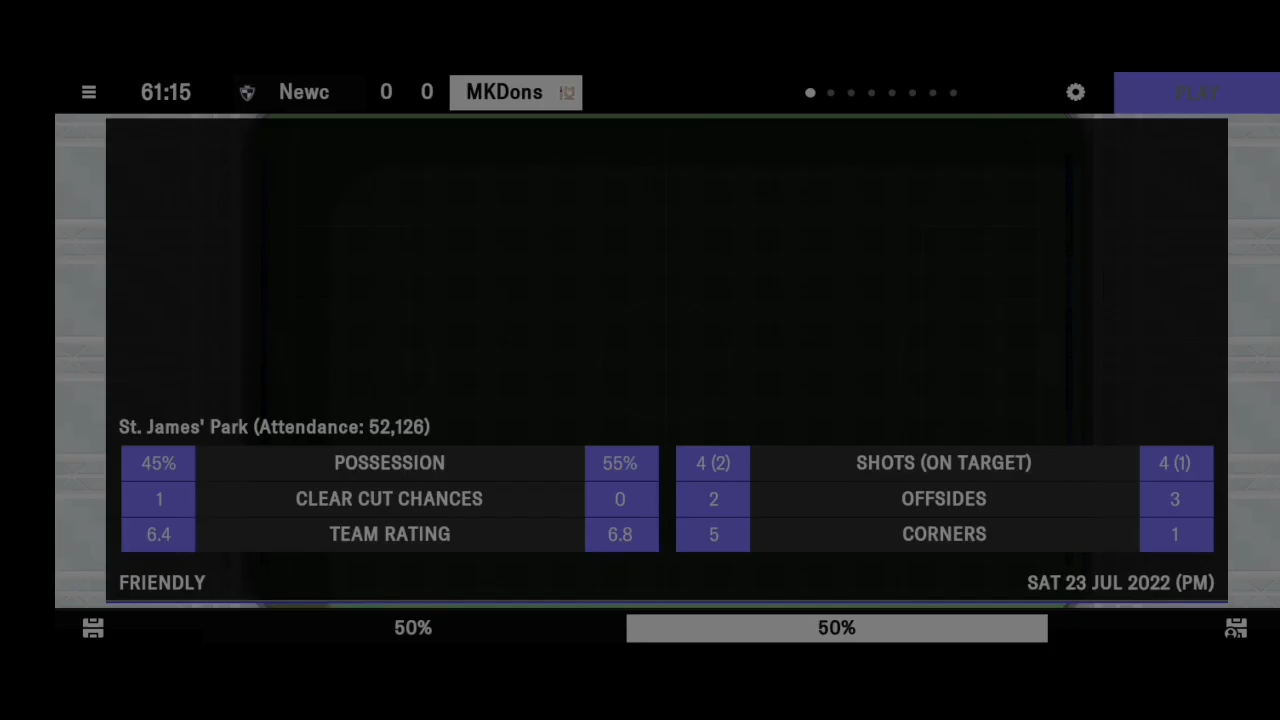 61:15 Newc 0 0 MKDons PLAY
St. James' Park (Attendance: 52,126)
45% POSSESSION 55% 4 (2) SHOTS (ON TARGET) 4 (1)
1 CLEAR CUT CHANCES 0 2 OFFSIDES 3
6.4 TEAM RATING 6.8 5 CORNERS 1
FRIENDLY SAT 23 JUL 2022 (PM)
50% 50%